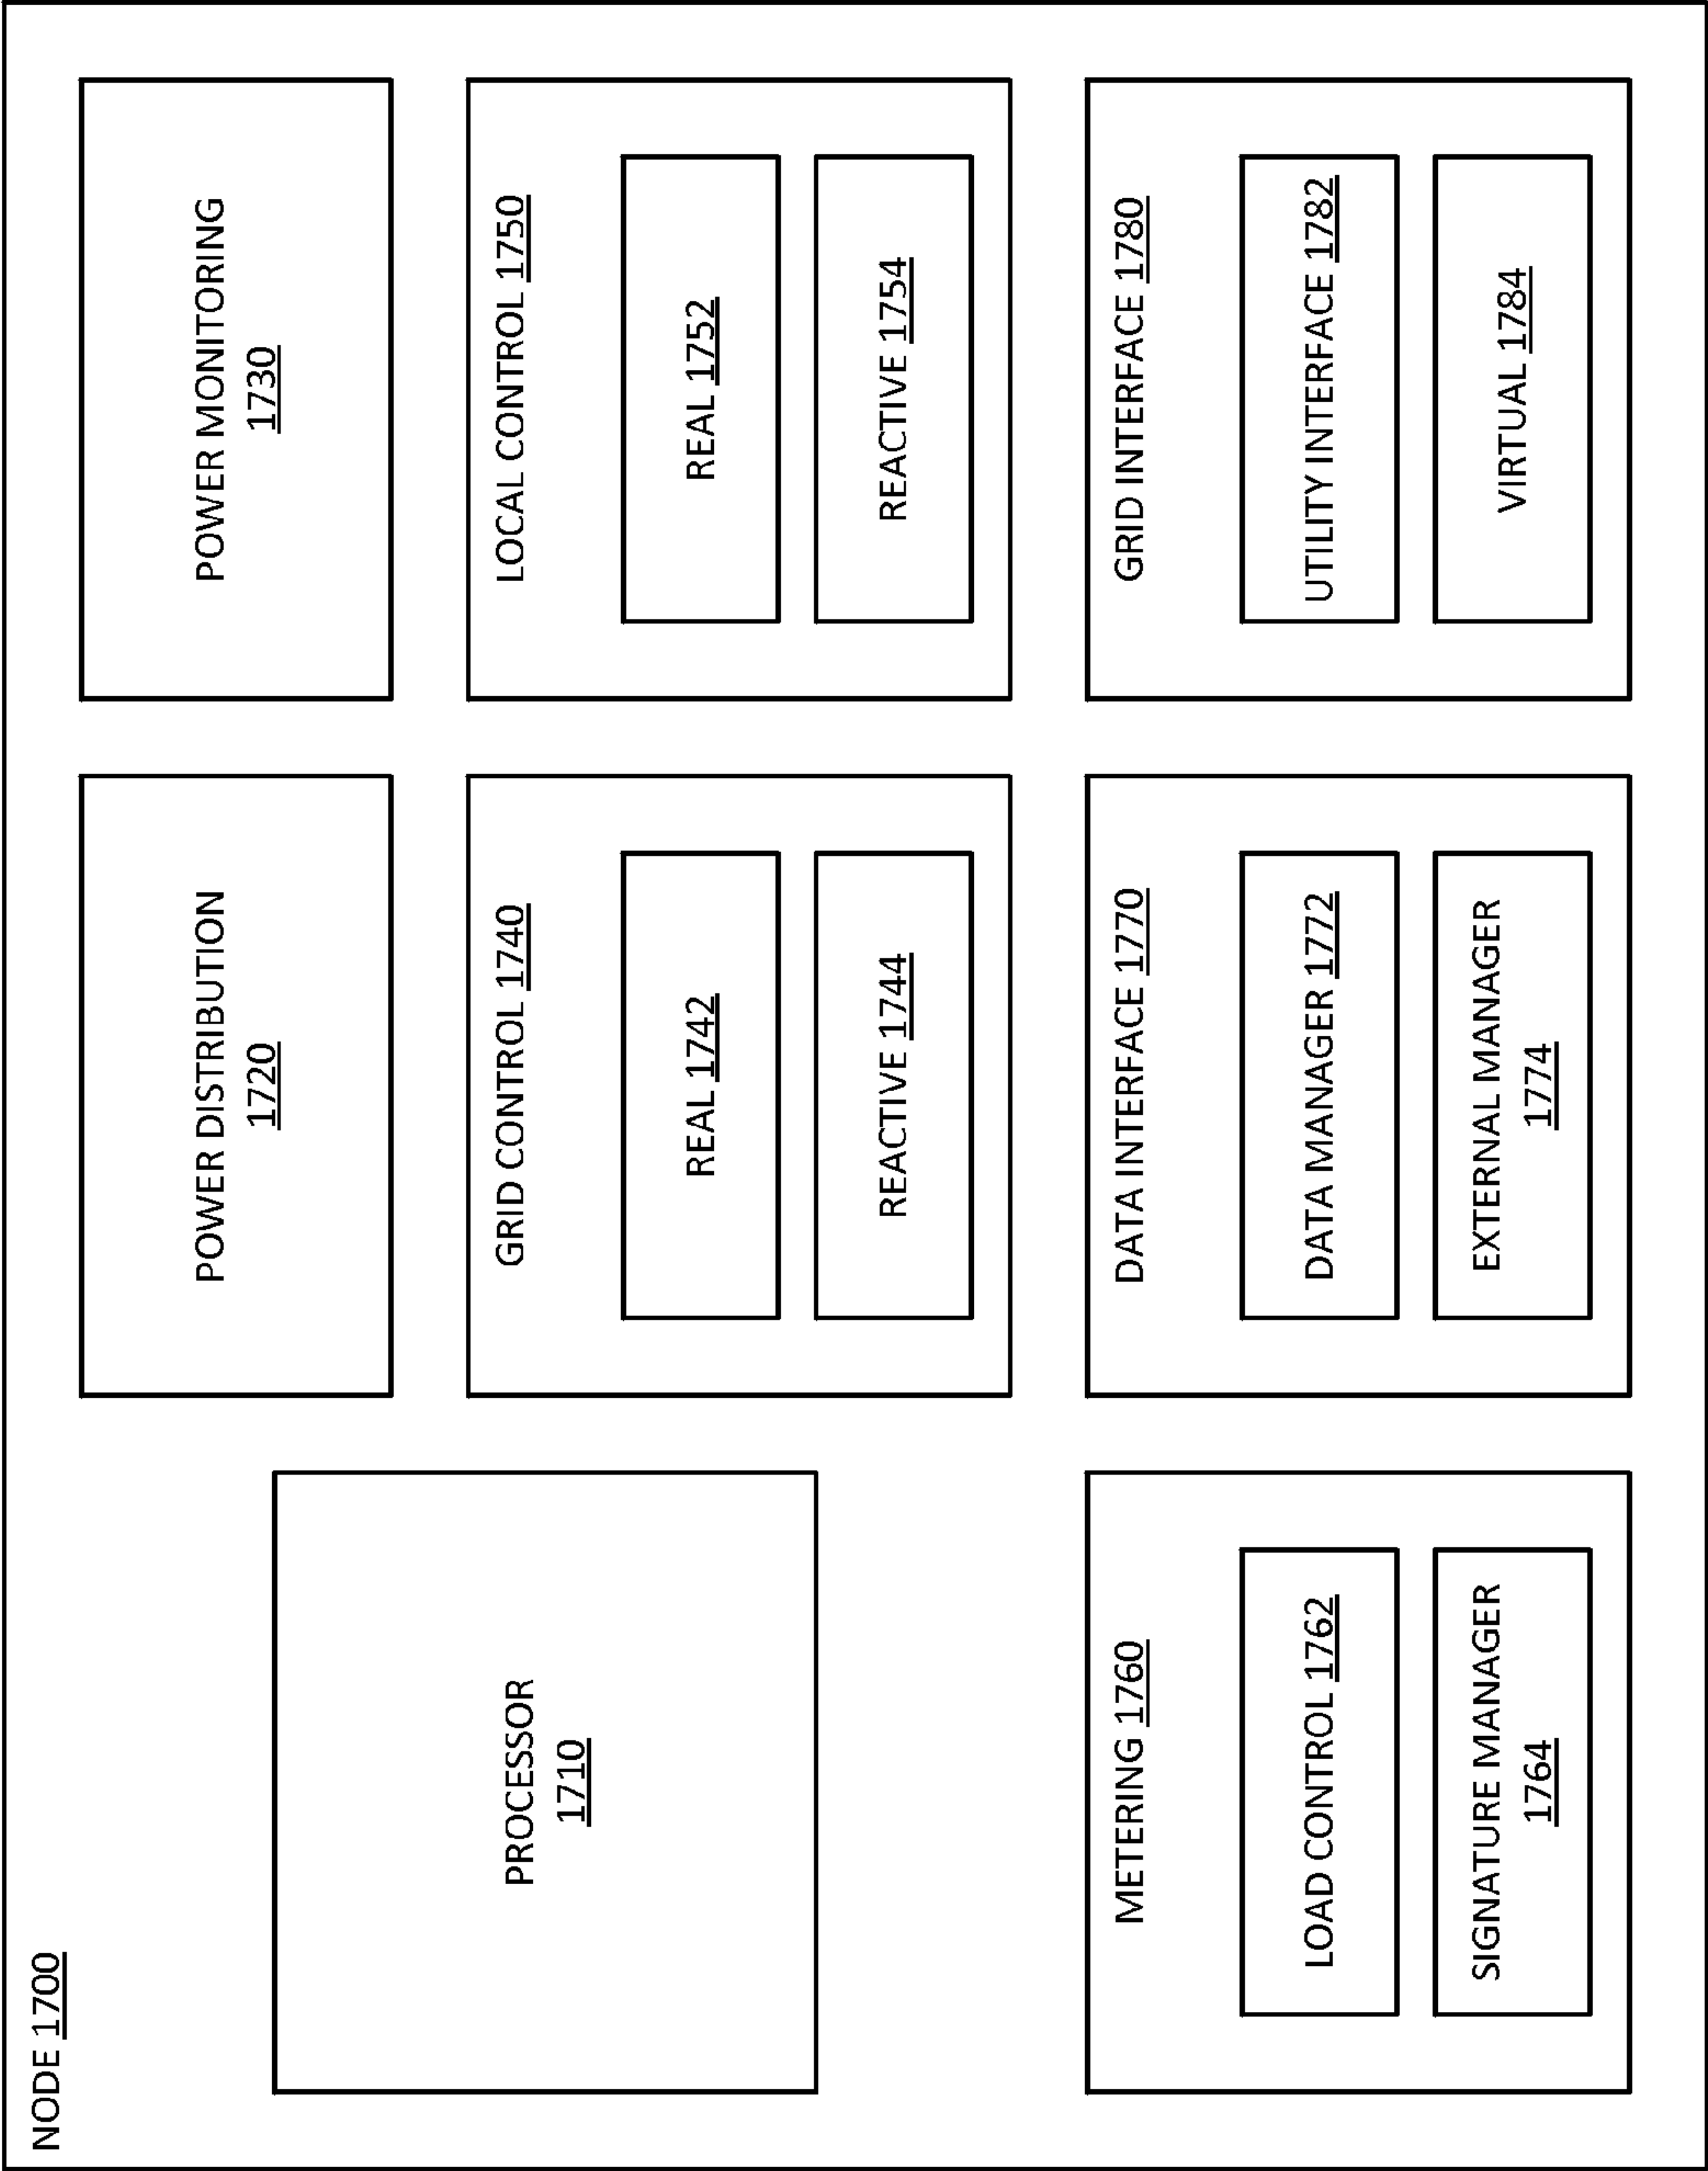 NODE 1700
PROCESSOR
1710
POWER DISTRIBUTION
1720
POWER MONITORING
1730
GRID CONTROL 1740
REAL 1742
REACTIVE 1744
LOCAL CONTROL 1750
REAL 1752
REACTIVE 1754
METERING 1760
LOAD CONTROL 1762
SIGNATURE MANAGER
1764
DATA INTERFACE 1770
DATA MANAGER 1772
EXTERNAL MANAGER
1774
GRID INTERFACE 1780
UTILITY INTERFACE 1782
VIRTUAL 1784